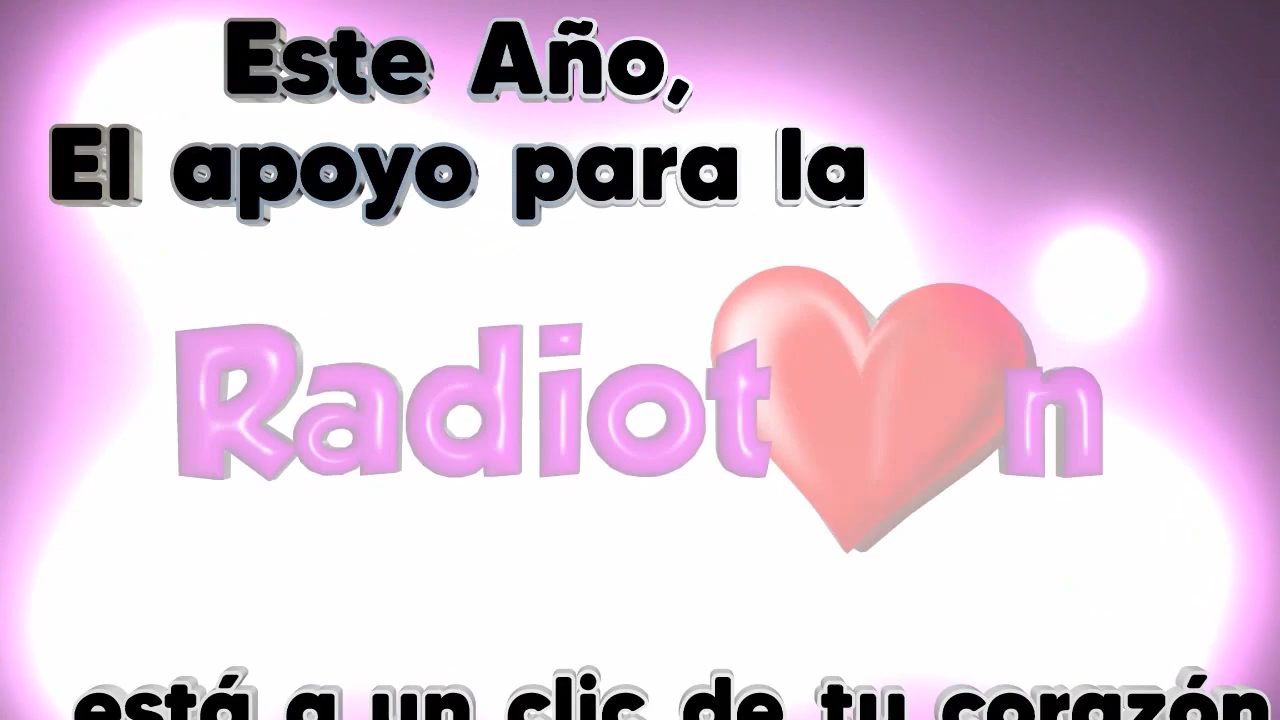 Este Año,
El apoyo para la
Radiot❤n
está a un clic de tu corazón